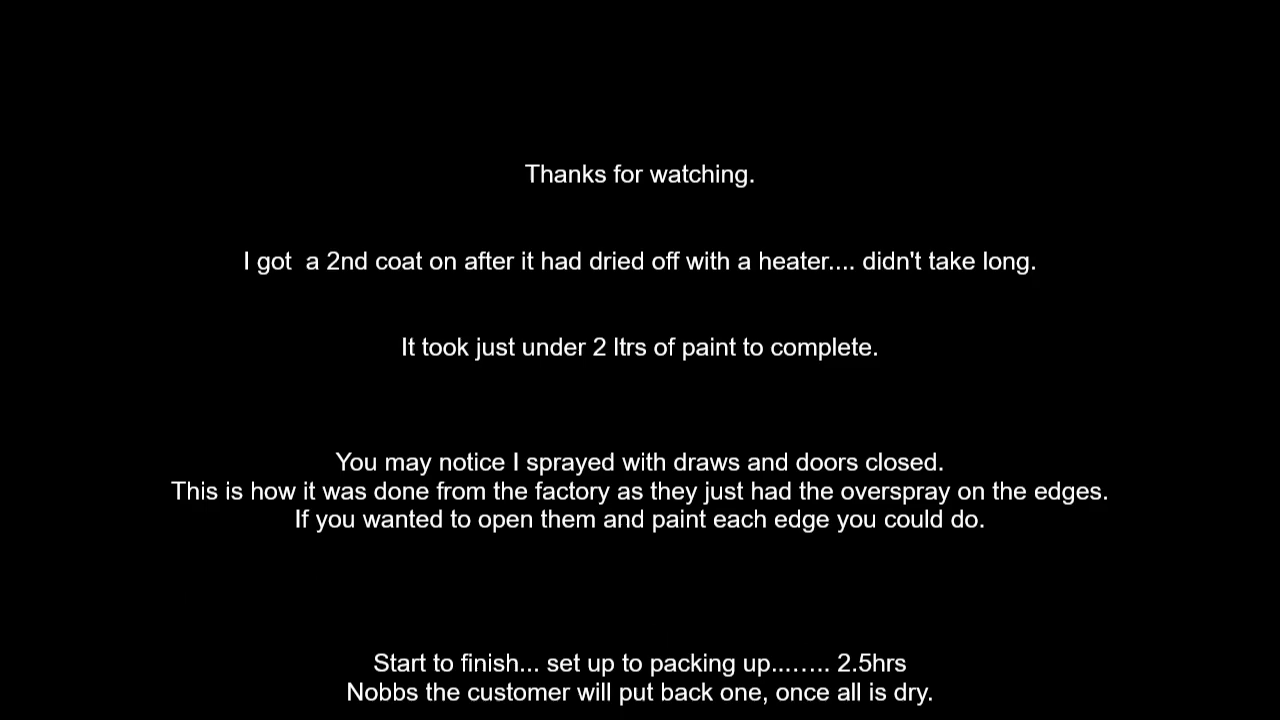 Thanks for watching.
I got  a 2nd coat on after it had dried off with a heater.... didn't take long.
It took just under 2 ltrs of paint to complete.
You may notice I sprayed with draws and doors closed.
This is how it was done from the factory as they just had the overspray on the edges.
If you wanted to open them and paint each edge you could do.
Start to finish... set up to packing up...….. 2.5hrs
Nobbs the customer will put back one, once all is dry.